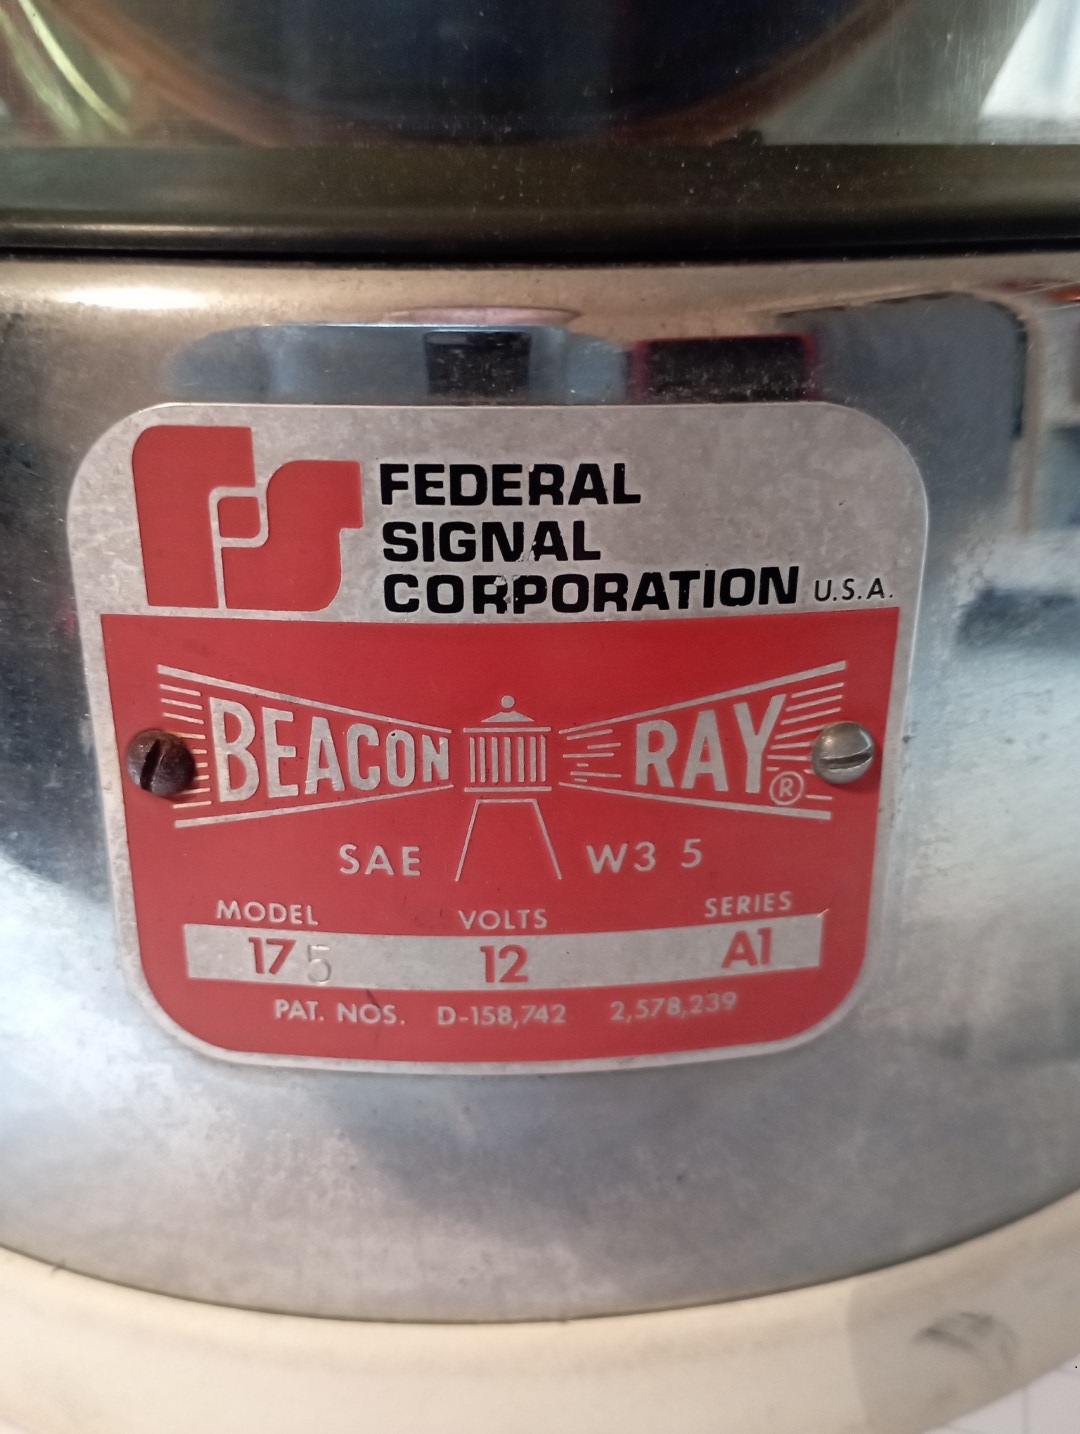 FS
FEDERAL
SIGNAL
CORPORATION U.S.A.
BEACON RAY®
SAE W3 5
MODEL VOLTS SERIES
175 12 A1
PAT. NOS. D-158,742 2,578,239